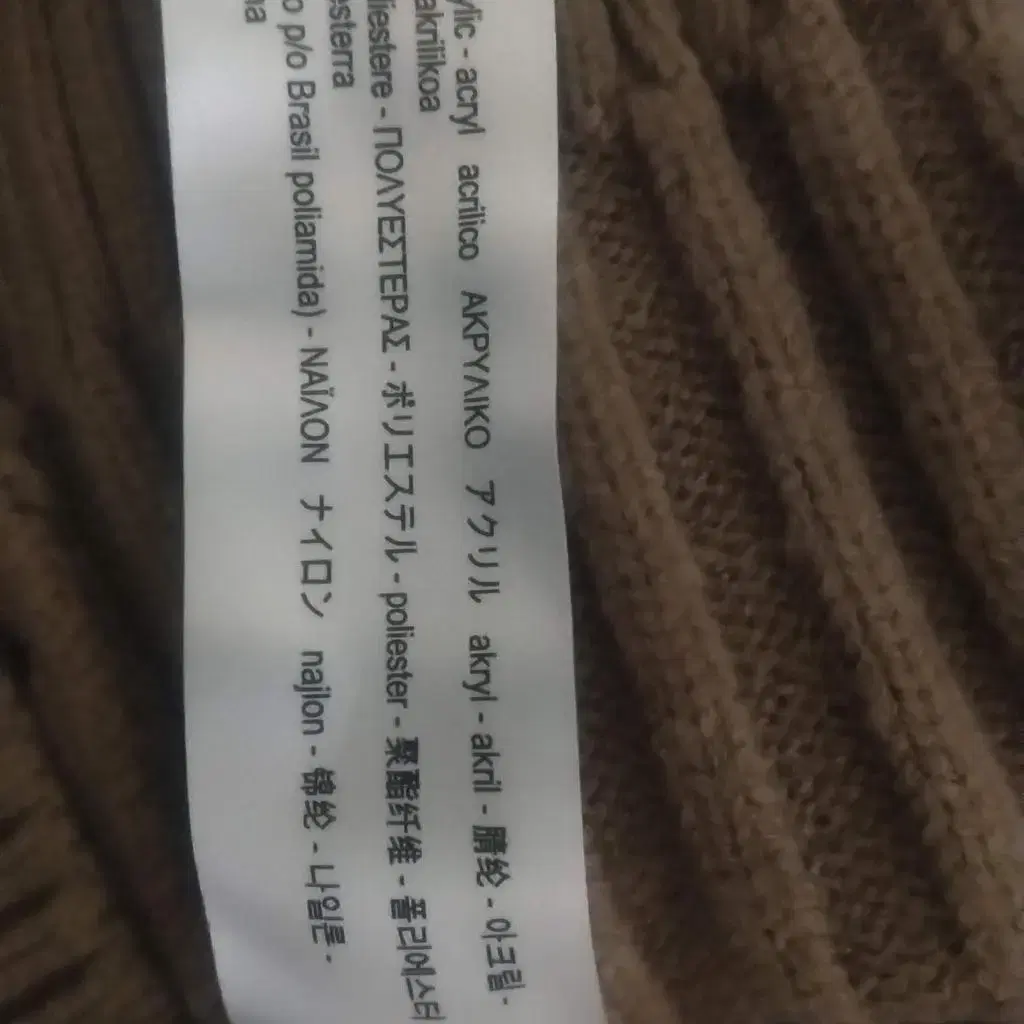 ylic - acryl acrilico ΑΚΡΥΛΙΚΟ アクリル akryl - akril - 腈纶 - 아크릴 -
akrilikoa
liestere - ΠΟΛΥΕΣΤΕΡΑΣ - ポリエステル - poliester - 聚酯纤维 - 폴리에스테
esterra
o p/o Brasil poliamida) - ΝΑΪΛΟΝ ナイロン najlon - 锦纶 - 나일론 -
na